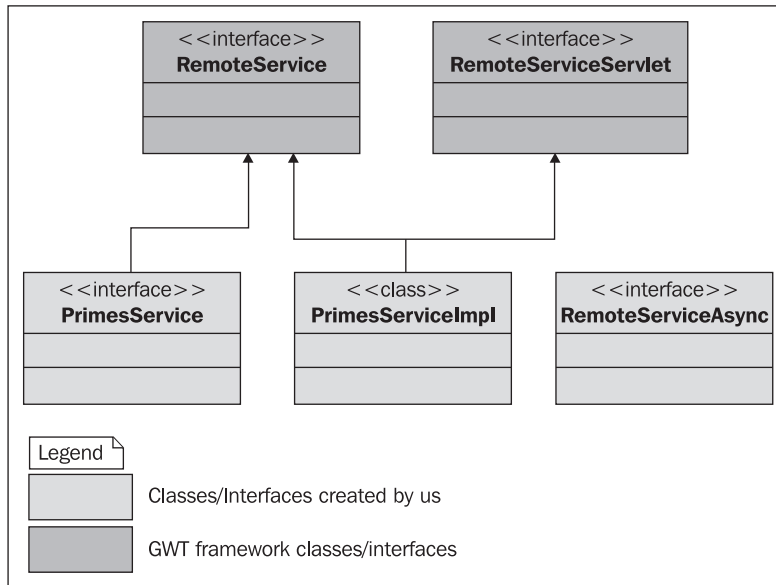 <<interface>>
RemoteService
<<interface>>
RemoteServiceServlet
<<interface>>
PrimesService
<<class>>
PrimesServiceImpl
<<interface>>
RemoteServiceAsync
Legend
Classes/Interfaces created by us
GWT framework classes/interfaces